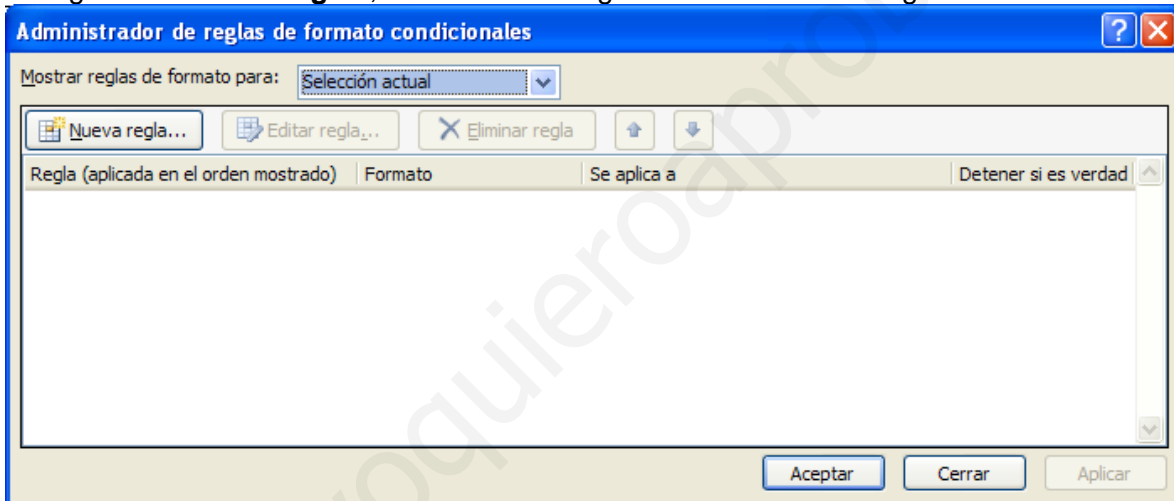 Administrador de reglas de formato condicionales
Mostrar reglas de formato para: Selección actual
Nueva regla... Editar regla... Eliminar regla
Regla (aplicada en el orden mostrado) Formato Se aplica a Detener si es verdad
Aceptar Cerrar Aplicar